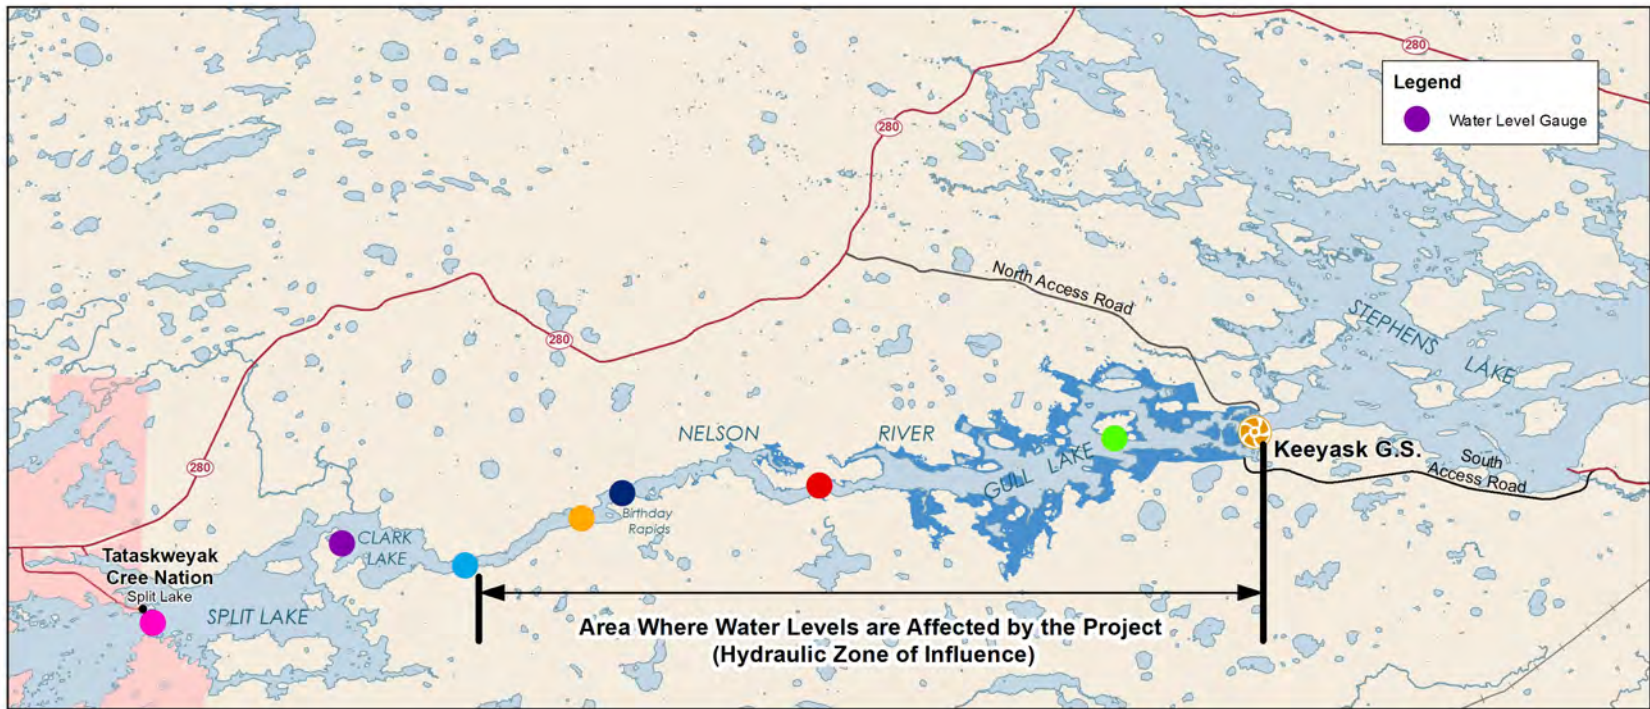 280
280
Legend
Water Level Gauge
280
North Access Road
STEPHENS
LAKE
280
NELSON
RIVER
GULL LAKE
Keeyask G.S.
South
Access Road
280
Birthday
Rapids
CLARK
LAKE
Tataskweyak
Cree Nation
Split Lake
SPLIT LAKE
Area Where Water Levels are Affected by the Project
(Hydraulic Zone of Influence)